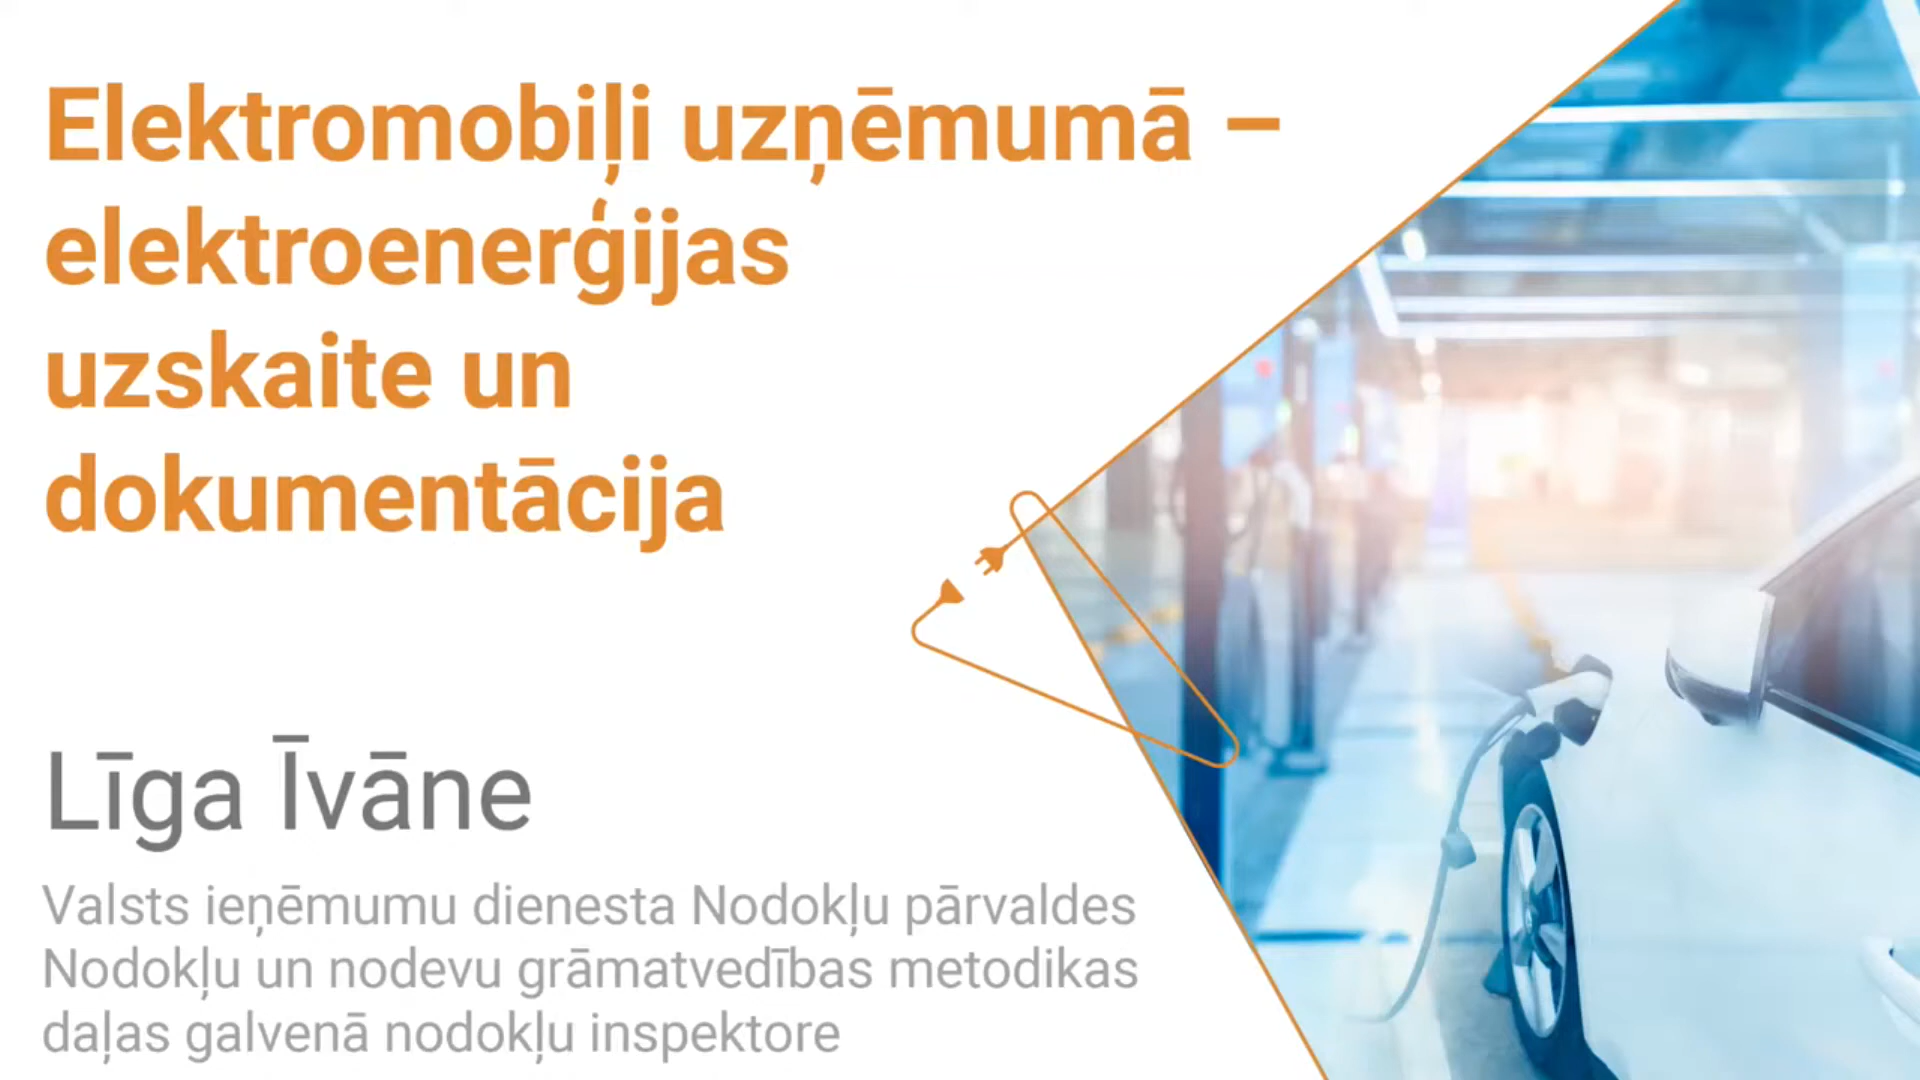 Elektromobiļi uzņēmumā –
elektroenerģijas
uzskaite un
dokumentācija
Līga Īvāne
Valsts ieņēmumu dienesta Nodokļu pārvaldes
Nodokļu un nodevu grāmatvedības metodikas
daļas galvenā nodokļu inspektore